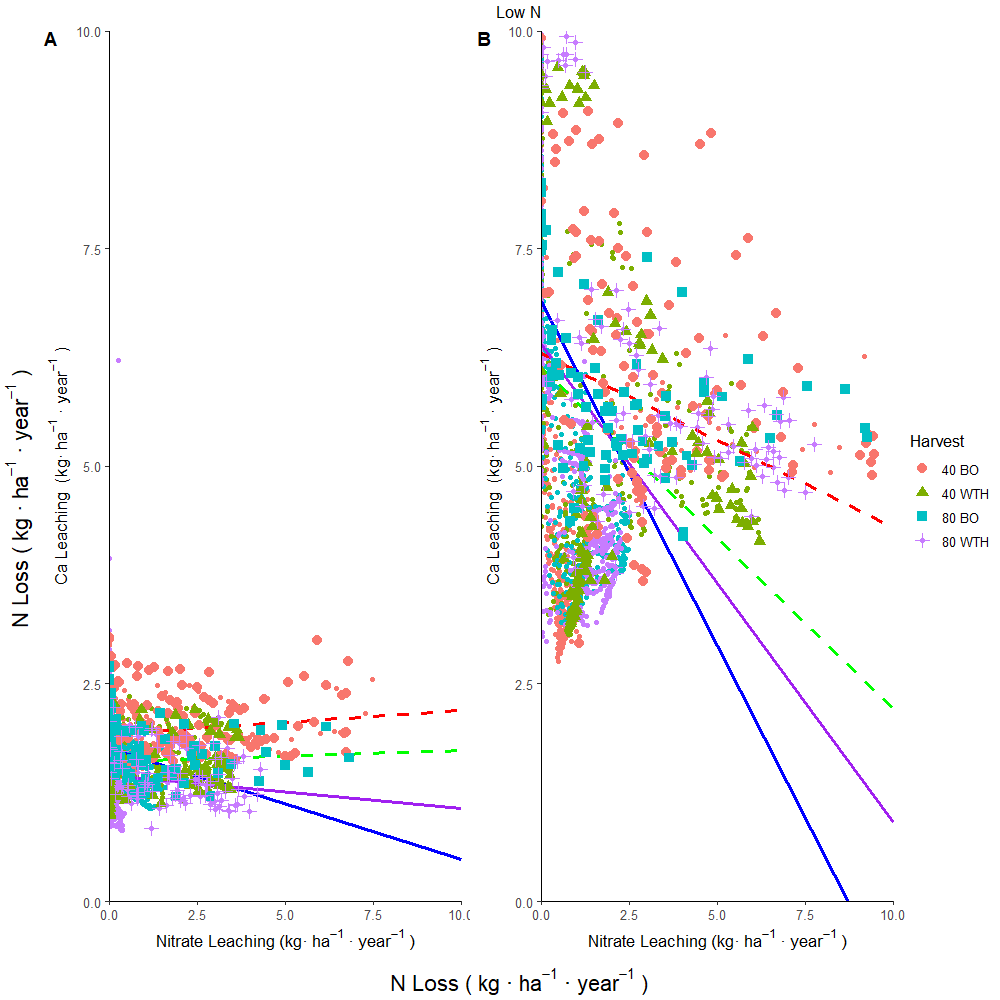 Low N
A
B
10.0
7.5
5.0
2.5
0.0
10.0
7.5
5.0
2.5
0.0
N Loss ( kg · ha⁻¹ · year⁻¹ )
Ca Leaching (kg· ha⁻¹ · year⁻¹ )
Ca Leaching (kg· ha⁻¹ · year⁻¹ )
Harvest
40 BO
40 WTH
80 BO
80 WTH
0.0 2.5 5.0 7.5 10.0
0.0 2.5 5.0 7.5 10.0
Nitrate Leaching (kg· ha⁻¹ · year⁻¹ )
Nitrate Leaching (kg· ha⁻¹ · year⁻¹ )
N Loss ( kg · ha⁻¹ · year⁻¹ )